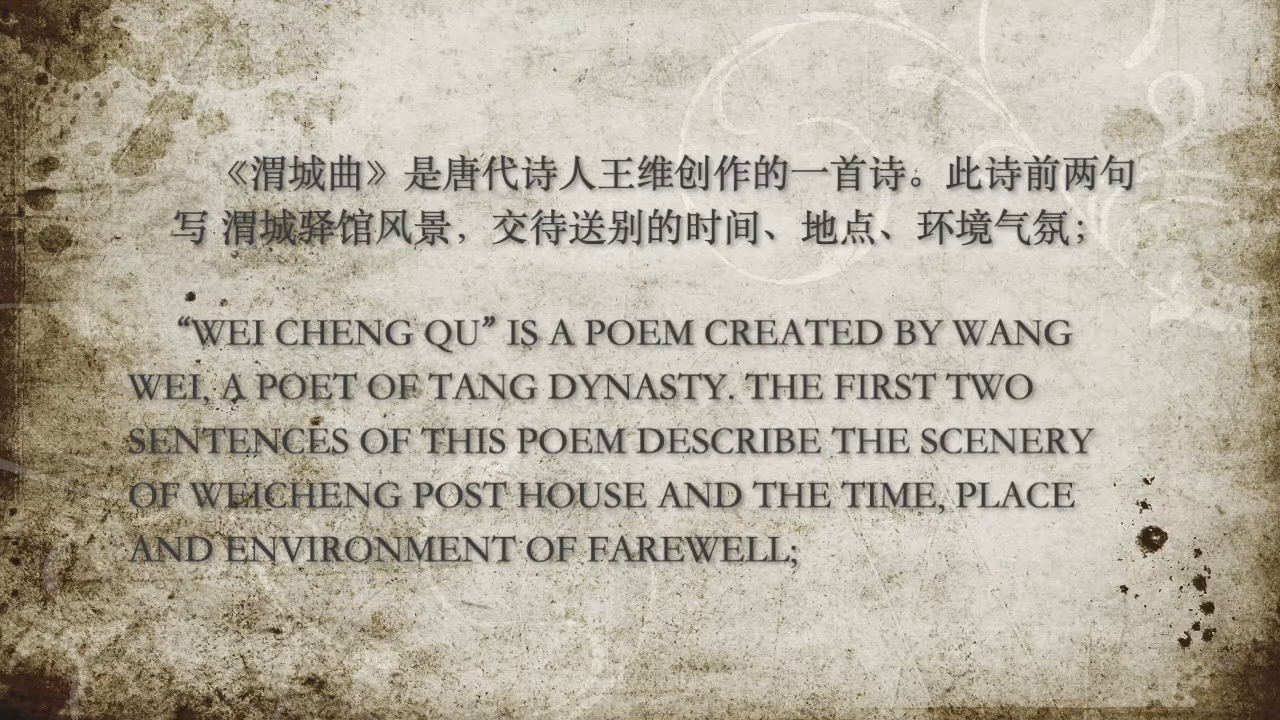 《渭城曲》是唐代诗人王维创作的一首诗。此诗前两句
写 渭城驿馆风景，交待送别的时间、地点、环境气氛；
“WEI CHENG QU” IS A POEM CREATED BY WANG
WEI, A POET OF TANG DYNASTY. THE FIRST TWO
SENTENCES OF THIS POEM DESCRIBE THE SCENERY
OF WEICHENG POST HOUSE AND THE TIME, PLACE
AND ENVIRONMENT OF FAREWELL;